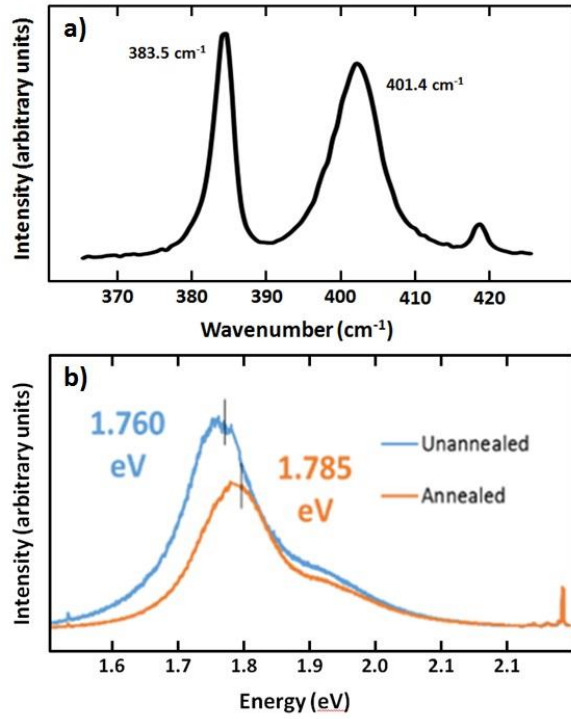 a)
383.5 cm⁻¹
401.4 cm⁻¹
Intensity (arbitrary units)
370 380 390 400 410 420
Wavenumber (cm⁻¹)
b)
1.760
eV
1.785
eV
Unannealed
Annealed
Intensity (arbitrary units)
1.6 1.7 1.8 1.9 2.0 2.1 2.1
Energy (eV)